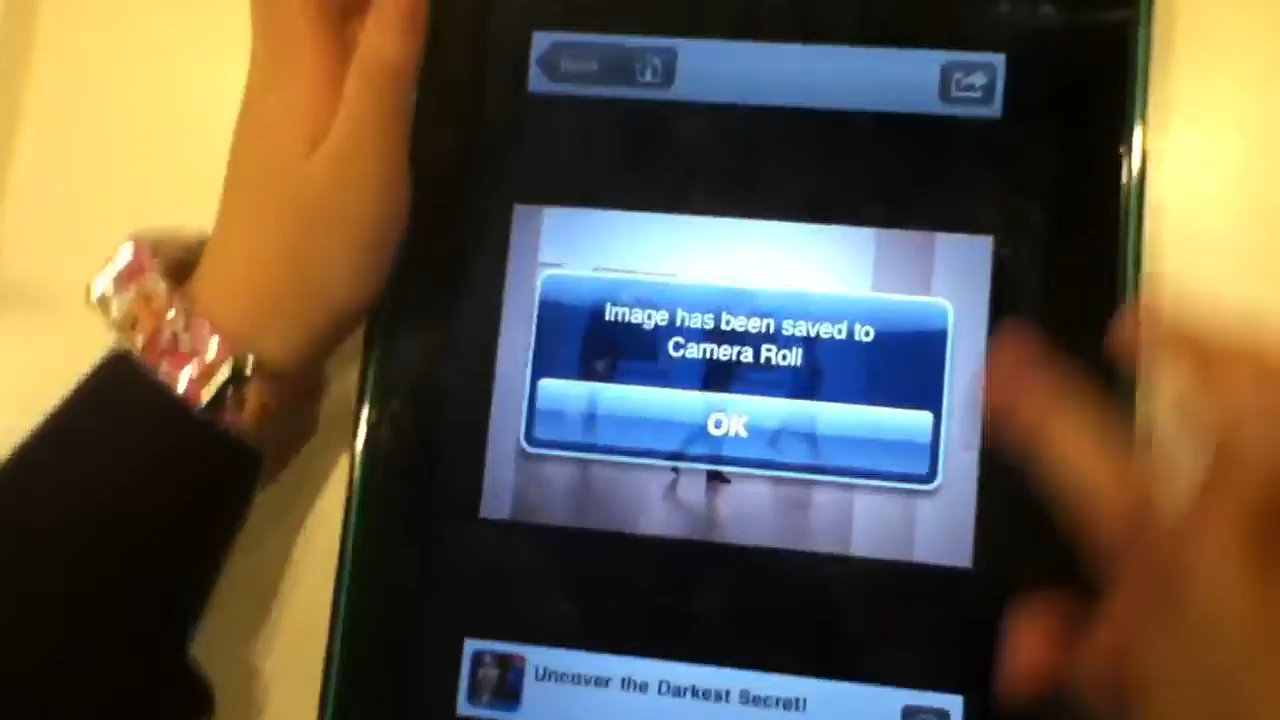 Image has been saved to
Camera Roll
OK
Uncover the Darkest Secret!